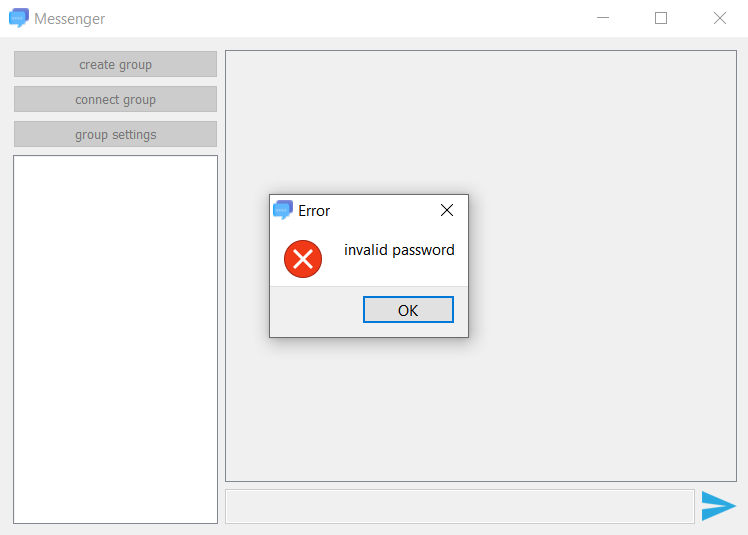 Messenger
create group
connect group
group settings
Error
invalid password
OK